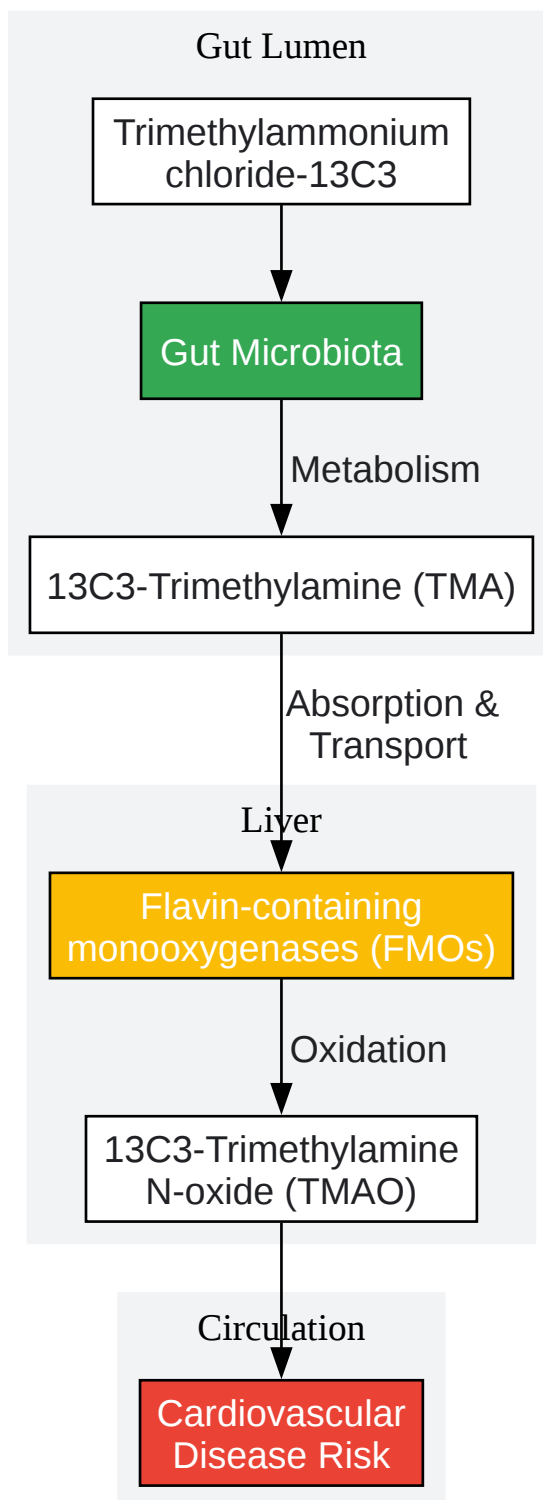 Gut Lumen
Trimethylammonium
chloride-13C3
Gut Microbiota
Metabolism
13C3-Trimethylamine (TMA)
Absorption &
Transport
Liver
Flavin-containing
monooxygenases (FMOs)
Oxidation
13C3-Trimethylamine
N-oxide (TMAO)
Circulation
Cardiovascular
Disease Risk